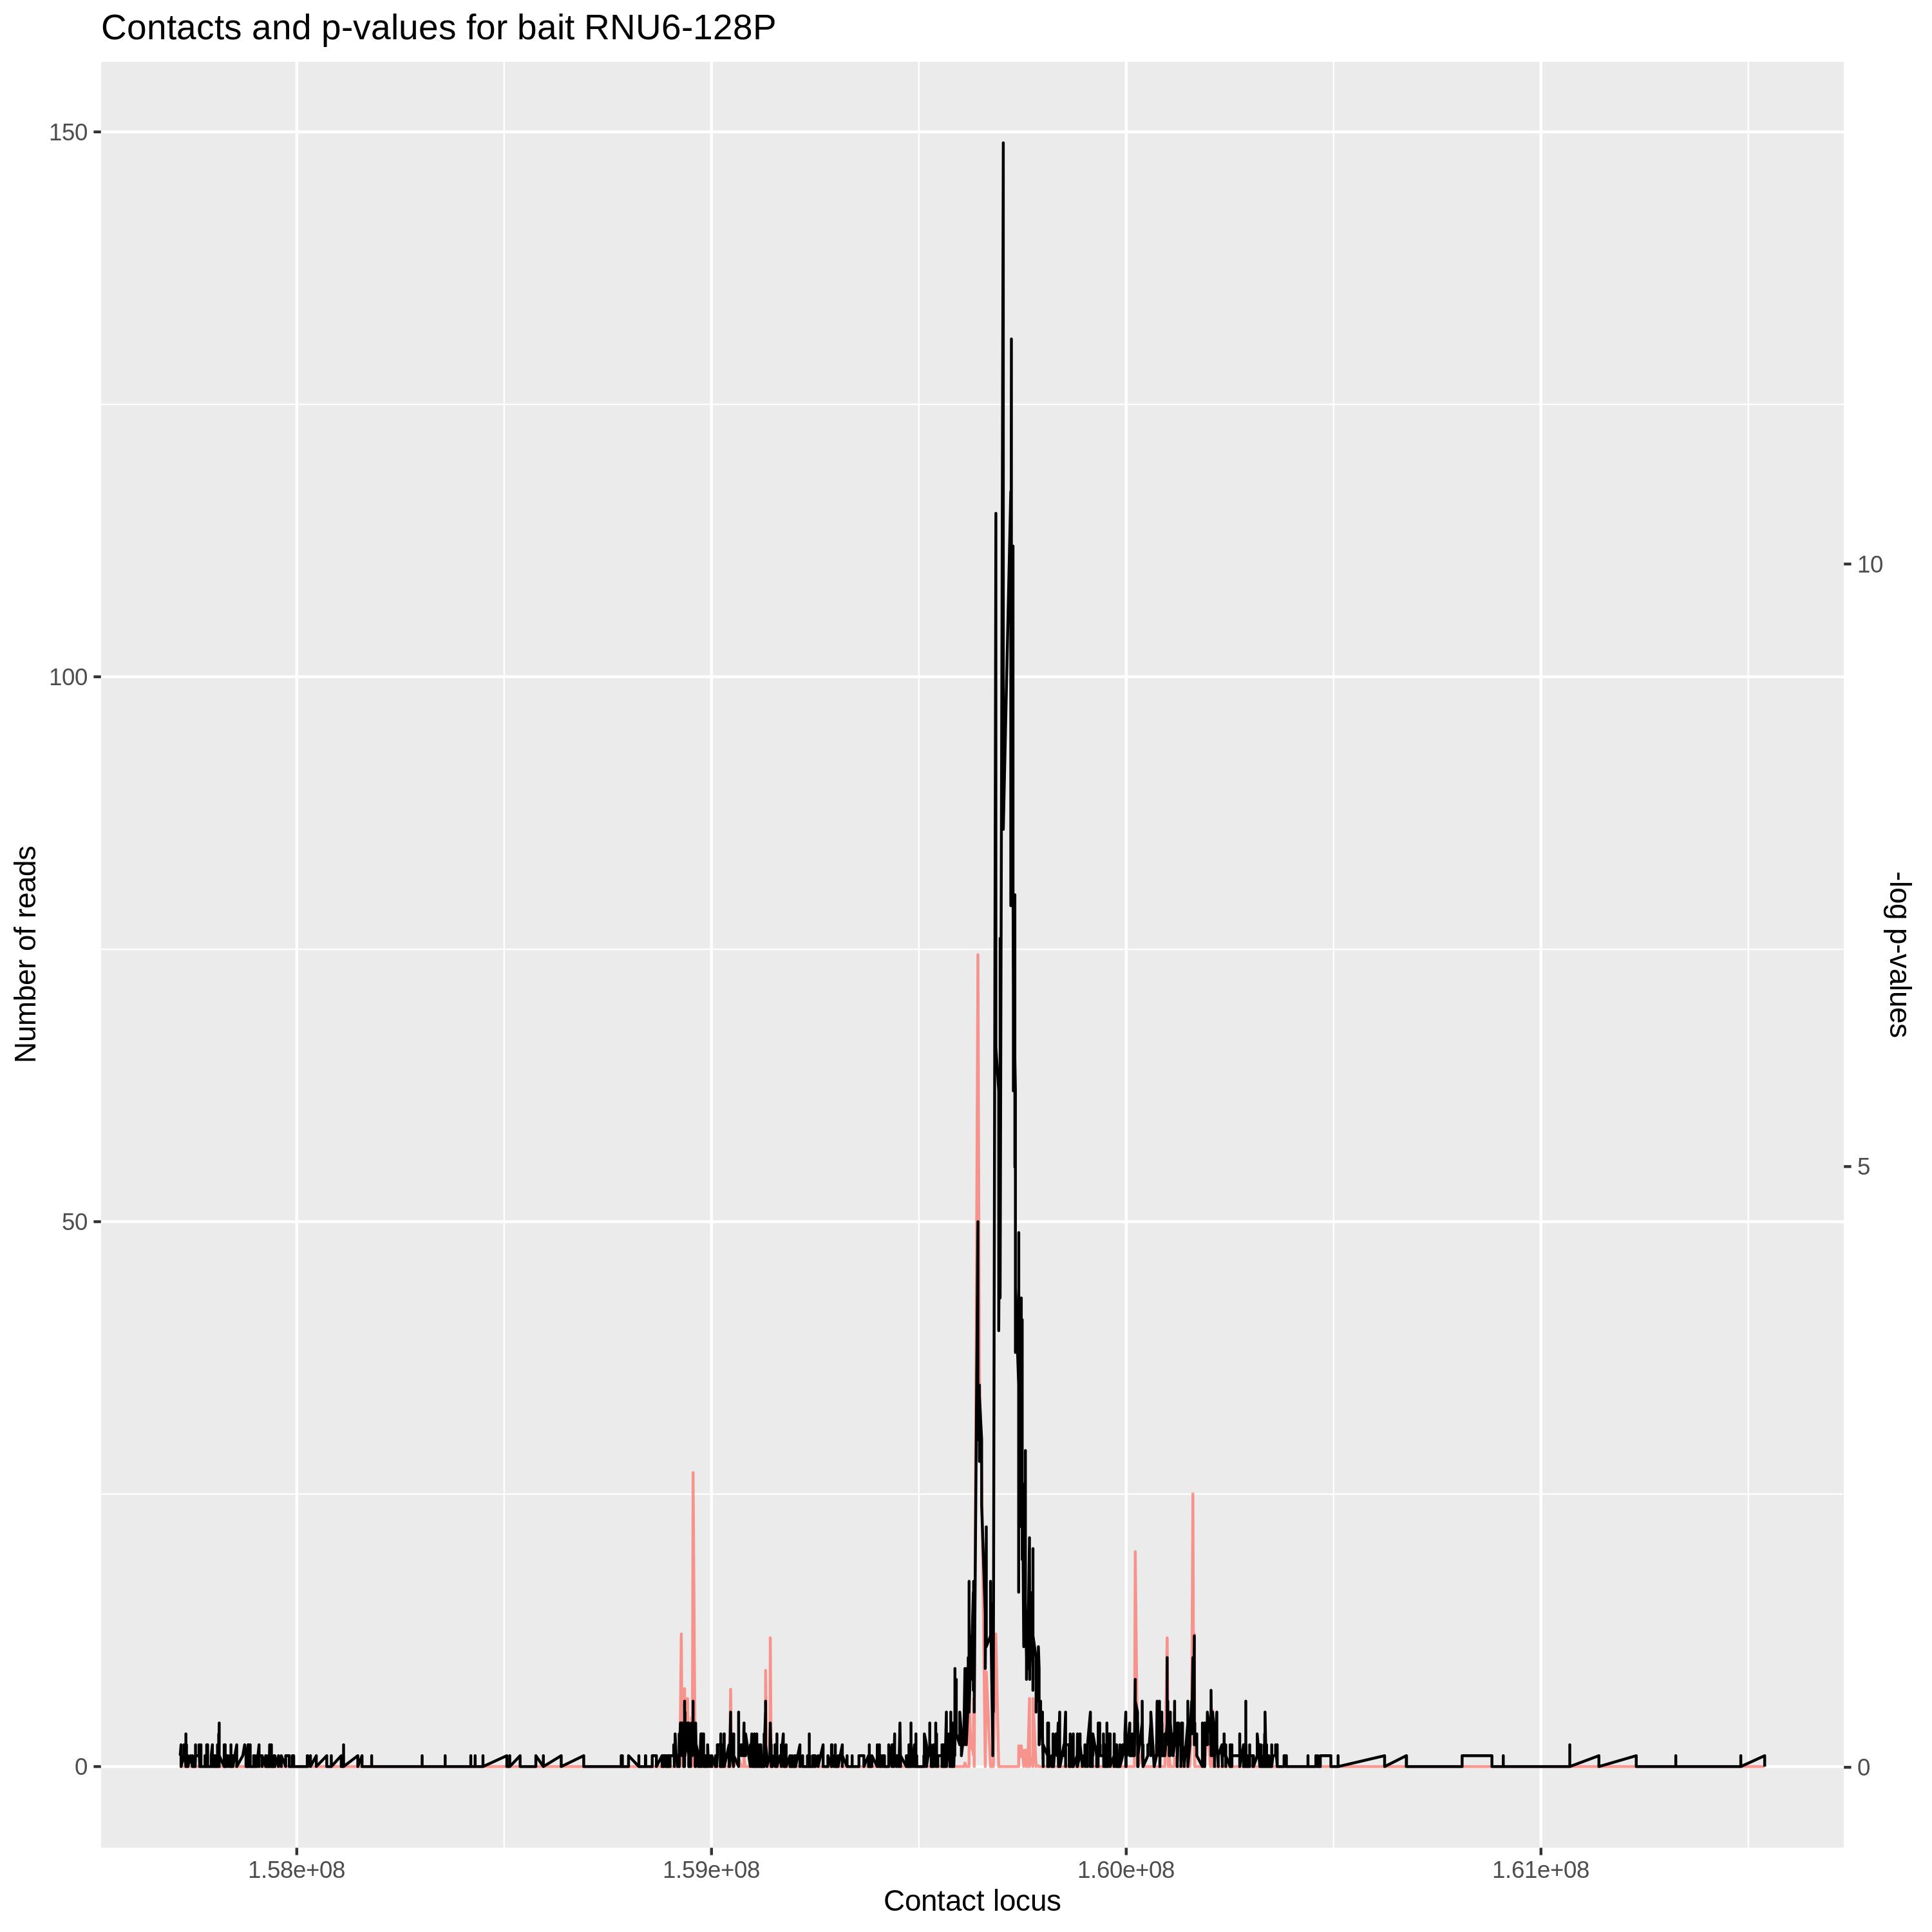 Contacts and p-values for bait RNU6-128P
150
100
50
0
10
5
0
Number of reads
-log p-values
1.58e+08
1.59e+08
1.60e+08
1.61e+08
Contact locus